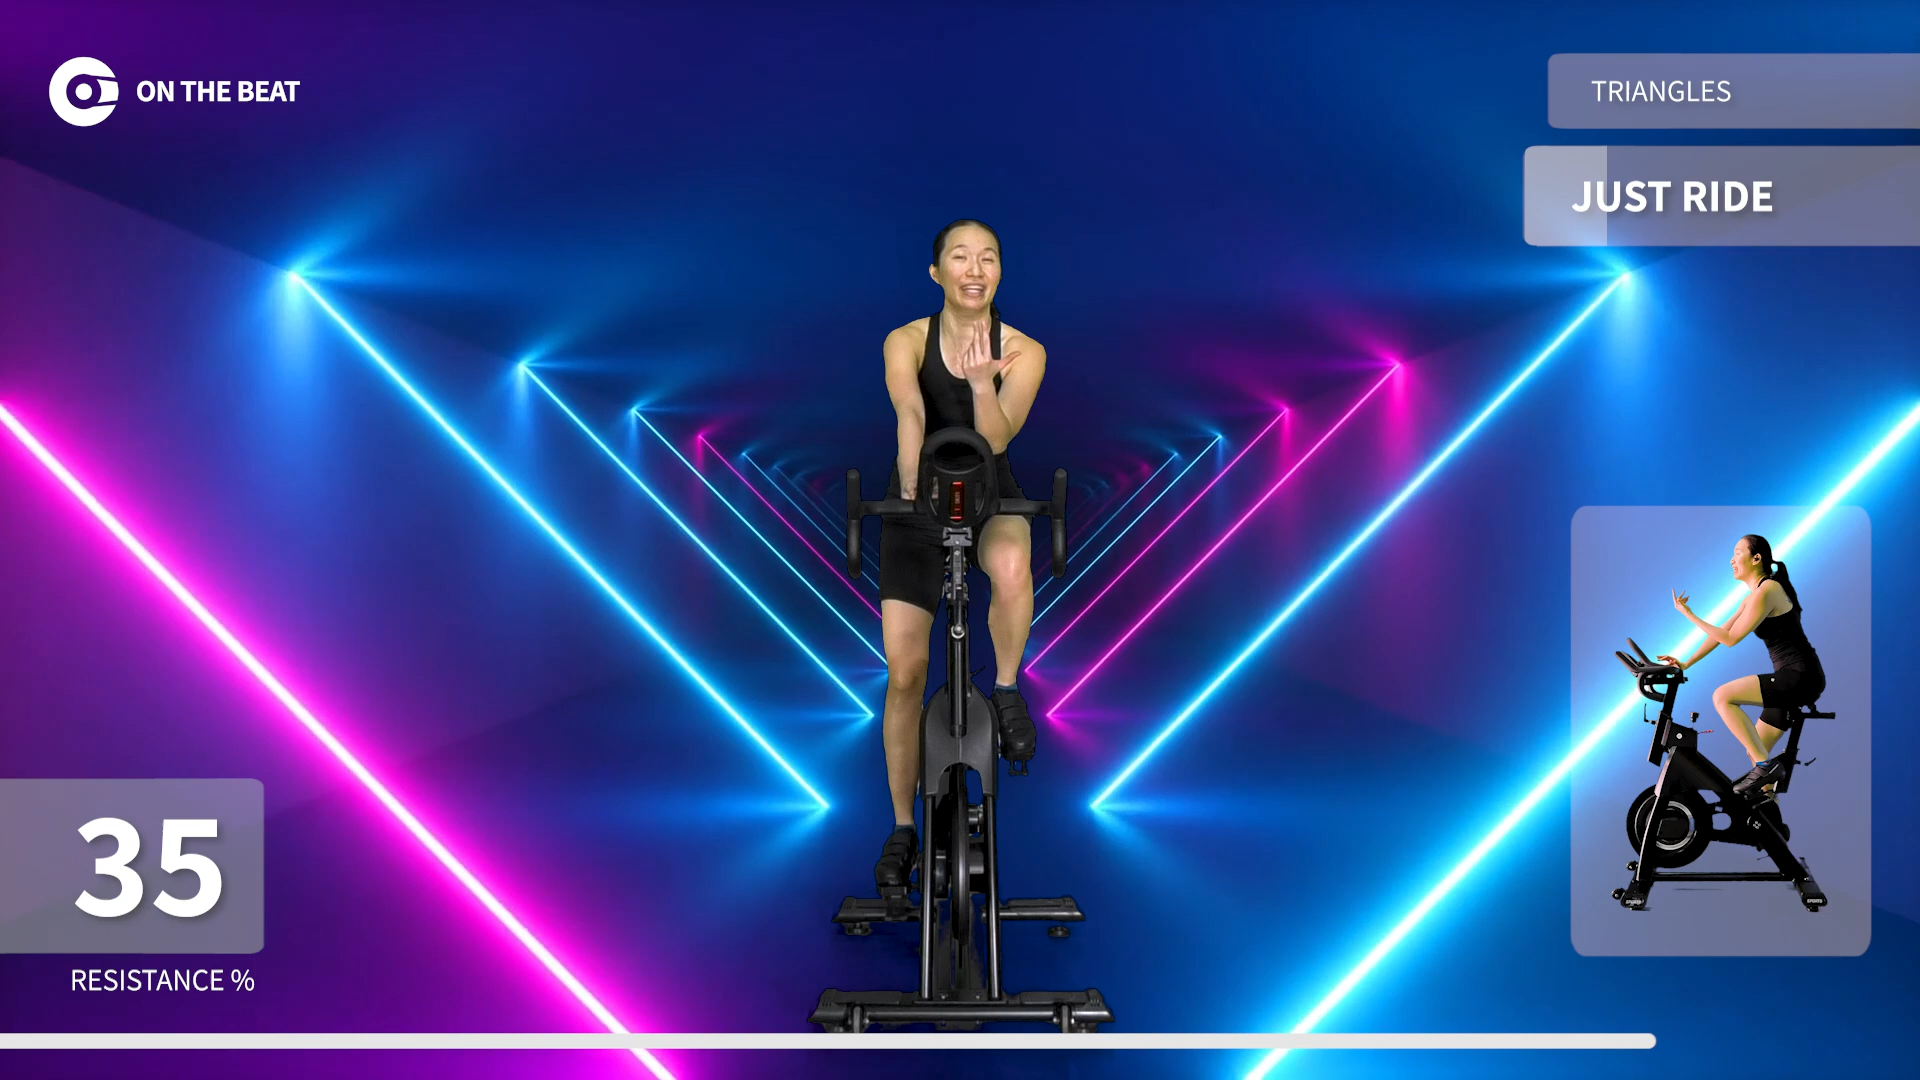 ON THE BEAT
TRIANGLES
JUST RIDE
35
RESISTANCE %